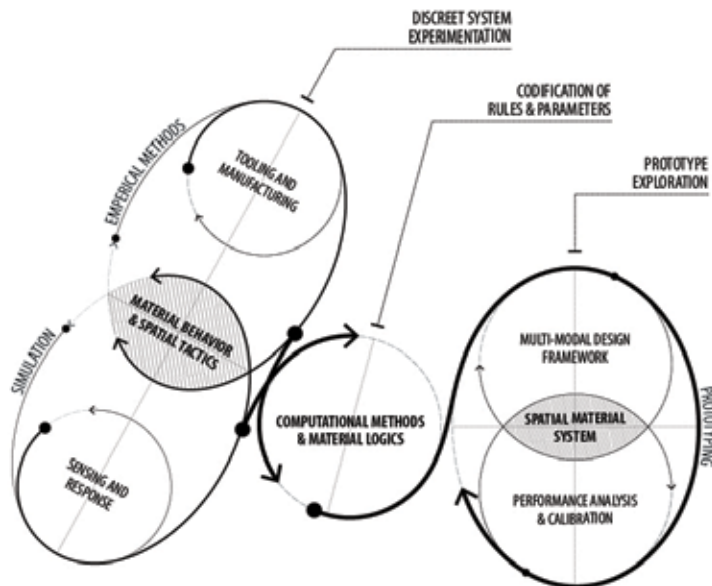 DISCREET SYSTEM
EXPERIMENTATION
CODIFICATION OF
RULES & PARAMETERS
PROTOTYPE
EXPLORATION
EMPERICAL METHODS
TOOLING AND
MANUFACTURING
MATERIAL BEHAVIOR
& SPATIAL TACTICS
SIMULATION
SENSING AND
RESPONSE
COMPUTATIONAL METHODS
& MATERIAL LOGICS
MULTI-MODAL DESIGN
FRAMEWORK
SPATIAL MATERIAL
SYSTEM
PERFORMANCE ANALYSIS
& CALIBRATION
PROTOTYPING